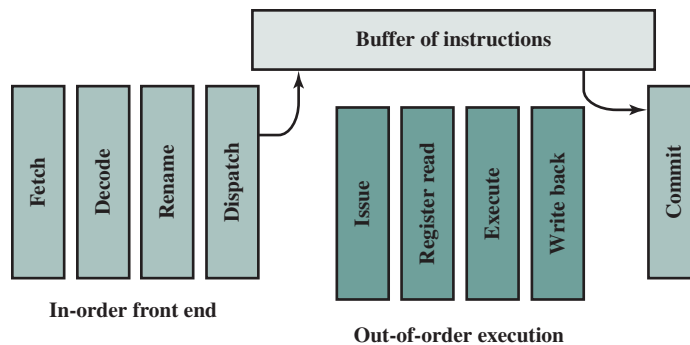 Buffer of instructions
Fetch
Decode
Rename
Dispatch
Issue
Register read
Execute
Write back
Commit
In-order front end
Out-of-order execution